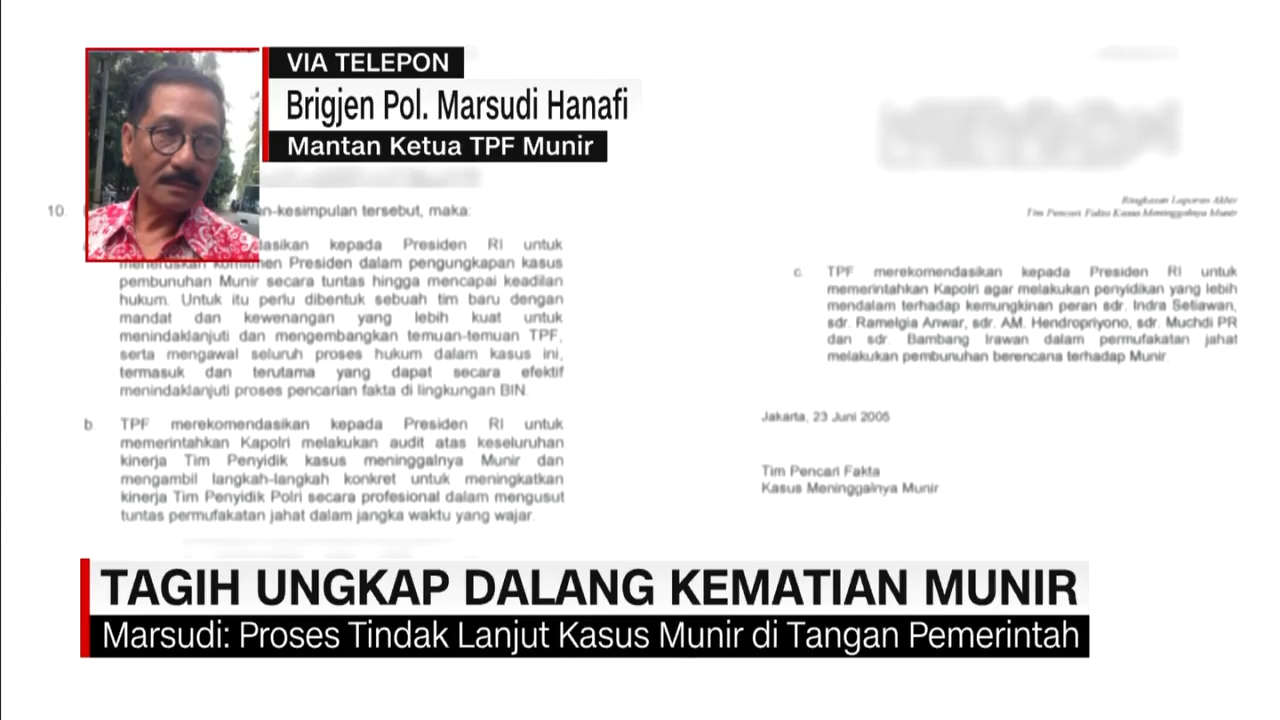 VIA TELEPON
Brigjen Pol. Marsudi Hanafi
Mantan Ketua TPF Munir
10.
n-kesimpulan tersebut, maka:
dasikan kepada Presiden RI untuk
meneruskan komitmen Presiden dalam pengungkapan kasus
pembunuhan Munir secara tuntas hingga mencapai keadilan
hukum. Untuk itu perlu dibentuk sebuah tim baru dengan
mandat dan kewenangan yang lebih kuat untuk
menindaklanjuti dan mengembangkan temuan-temuan TPF,
serta mengawal seluruh proses hukum dalam kasus ini,
termasuk dan terutama yang dapat secara efektif
menindaklanjuti proses pencarian fakta di lingkungan BIN.
b TPF merekomendasikan kepada Presiden RI untuk
memerintahkan Kapolri melakukan audit atas keseluruhan
kinerja Tim Penyidik kasus meninggalnya Munir dan
mengambil langkah-langkah konkret untuk meningkatkan
kinerja Tim Penyidik Polri secara profesional dalam mengusut
tuntas permufakatan jahat dalam jangka waktu yang wajar.
Ringkasan Laporan Akhir
Tim Pencari Fakta Kasus Meninggalnya Munir
c. TPF merekomendasikan kepada Presiden RI untuk
memerintahkan Kapolri agar melakukan penyidikan yang lebih
mendalam terhadap kemungkinan peran sdr. Indra Setiawan,
sdr. Ramelgia Anwar, sdr. AM. Hendropriyono, sdr. Muchdi PR
dan sdr. Bambang Irawan dalam permufakatan jahat
melakukan pembunuhan berencana terhadap Munir.
Jakarta, 23 Juni 2005
Tim Pencari Fakta
Kasus Meninggalnya Munir
TAGIH UNGKAP DALANG KEMATIAN MUNIR
Marsudi: Proses Tindak Lanjut Kasus Munir di Tangan Pemerintah